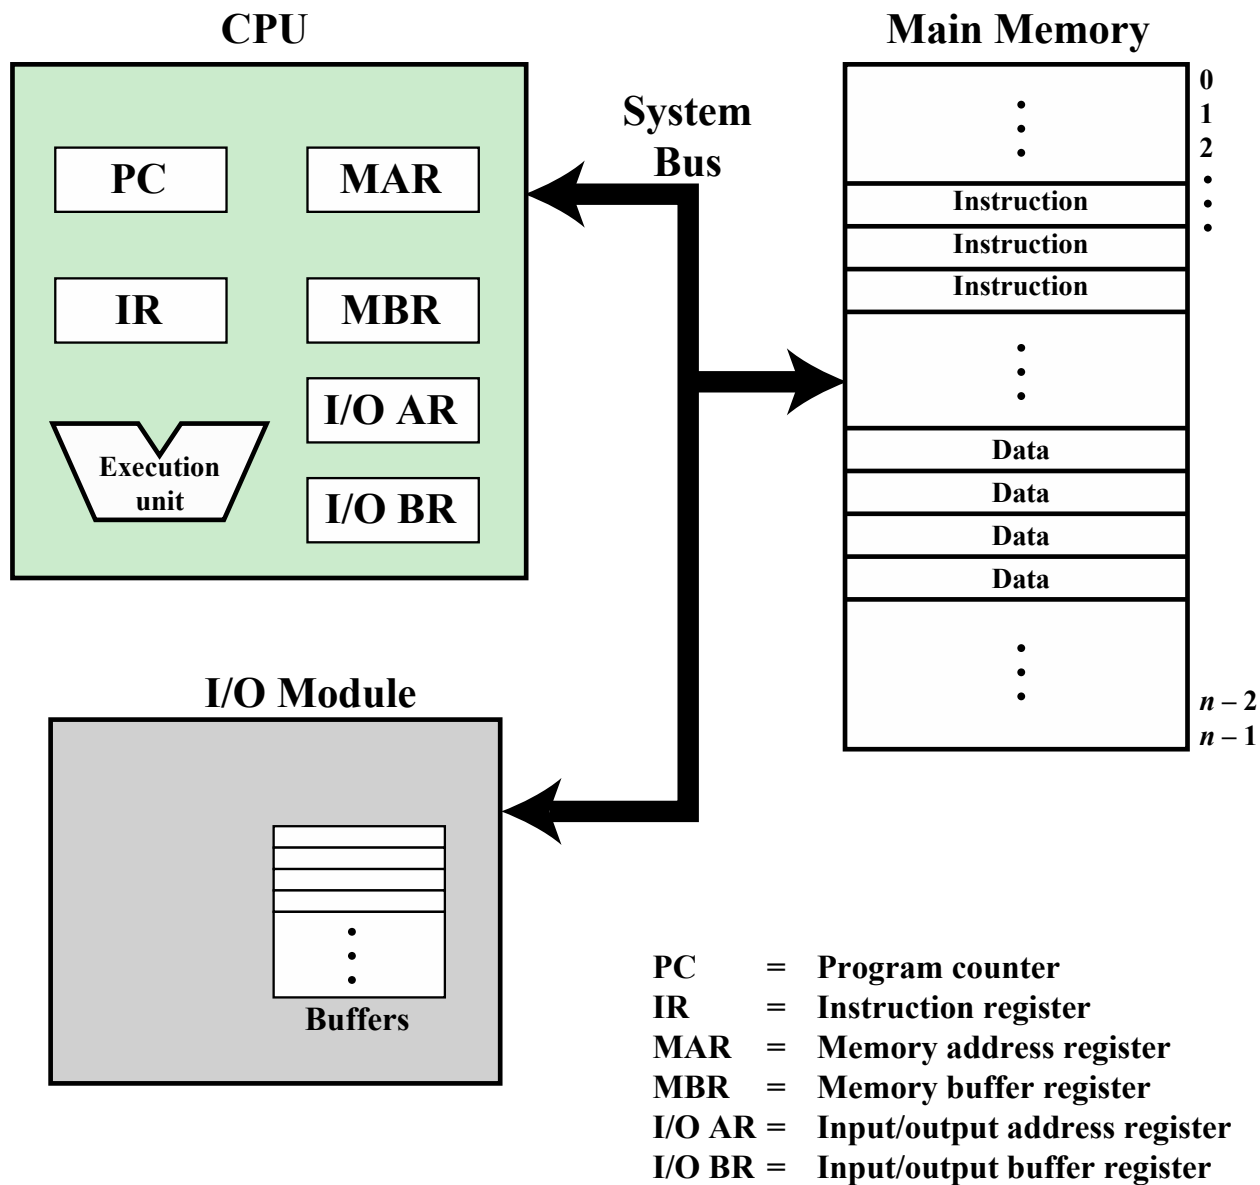 CPU
PC
MAR
IR
MBR
I/O AR
Execution
unit
I/O BR
System
Bus
Main Memory
0
1
2
Instruction
Instruction
Instruction
Data
Data
Data
Data
n – 2
n – 1
I/O Module
Buffers
PC = Program counter
IR = Instruction register
MAR = Memory address register
MBR = Memory buffer register
I/O AR = Input/output address register
I/O BR = Input/output buffer register